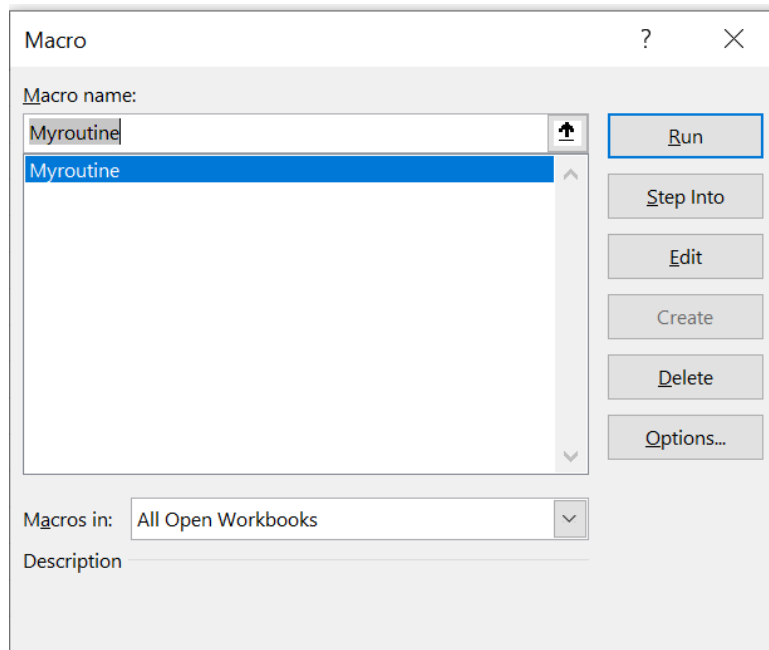 Macro ?
Macro name:
Myroutine
Myroutine
Run
Step Into
Edit
Create
Delete
Options...
Macros in: All Open Workbooks
Description